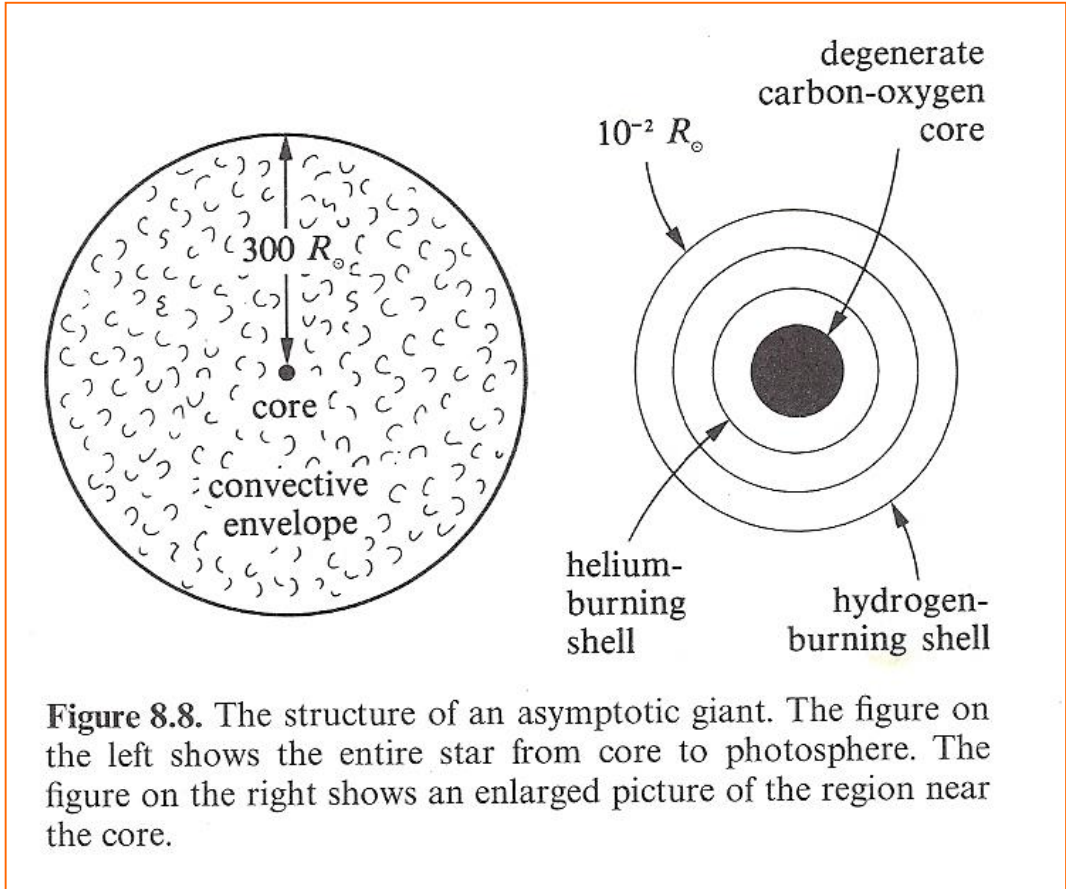 degenerate
carbon-oxygen
core
10⁻² R☉
300 R☉
core
convective
envelope
helium-
burning
shell
hydrogen-
burning shell
Figure 8.8. The structure of an asymptotic giant. The figure on
the left shows the entire star from core to photosphere. The
figure on the right shows an enlarged picture of the region near
the core.